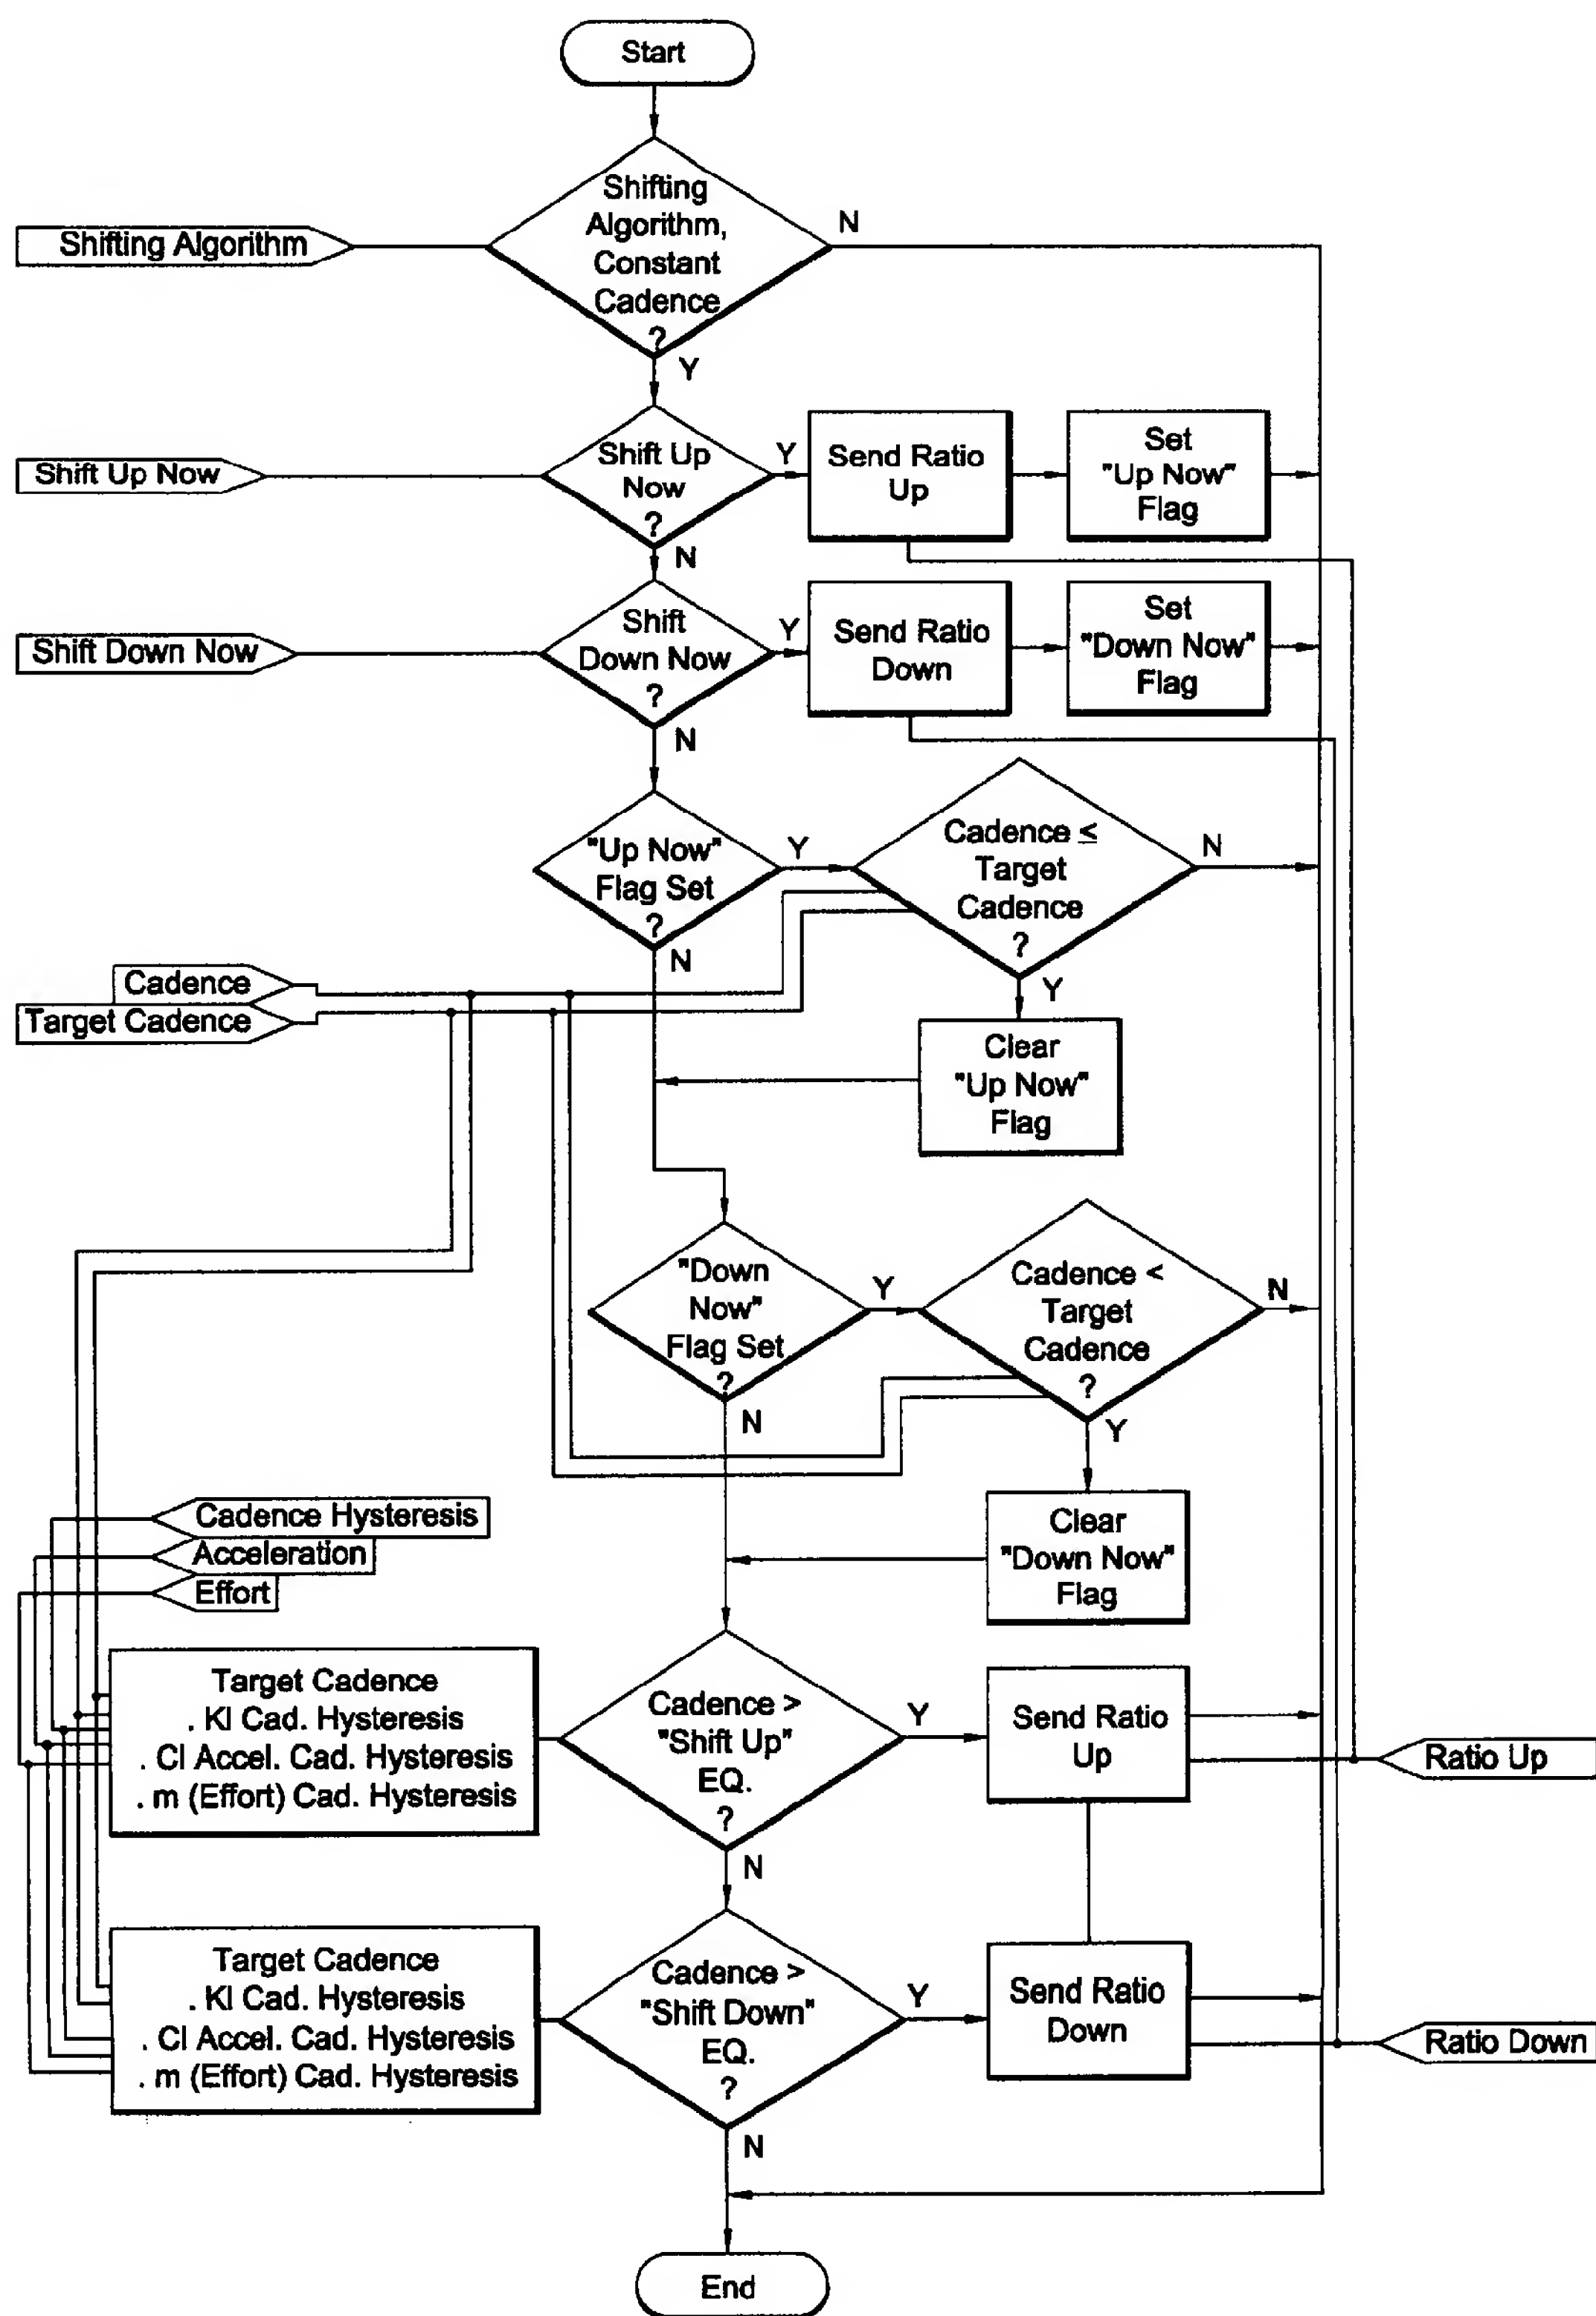 Start
Shifting
Algorithm,
Constant
Cadence
?
N
Shifting Algorithm
Y
Shift Up
Now
?
Y
Send Ratio
Up
Set
"Up Now"
Flag
Shift Up Now
N
Shift
Down Now
?
Y
Send Ratio
Down
Set
"Down Now"
Flag
Shift Down Now
N
"Up Now"
Flag Set
?
Y
Cadence ≤
Target
Cadence
?
N
N
Y
Cadence
Target Cadence
Clear
"Up Now"
Flag
"Down
Now"
Flag Set
?
Y
Cadence <
Target
Cadence
?
N
N
Y
Cadence Hysteresis
Acceleration
Effort
Clear
"Down Now"
Flag
Target Cadence
. KI Cad. Hysteresis
. CI Accel. Cad. Hysteresis
. m (Effort) Cad. Hysteresis
Cadence >
"Shift Up"
EQ.
?
Y
Send Ratio
Up
Ratio Up
N
Target Cadence
. KI Cad. Hysteresis
. CI Accel. Cad. Hysteresis
. m (Effort) Cad. Hysteresis
Cadence >
"Shift Down"
EQ.
?
Y
Send Ratio
Down
Ratio Down
N
End